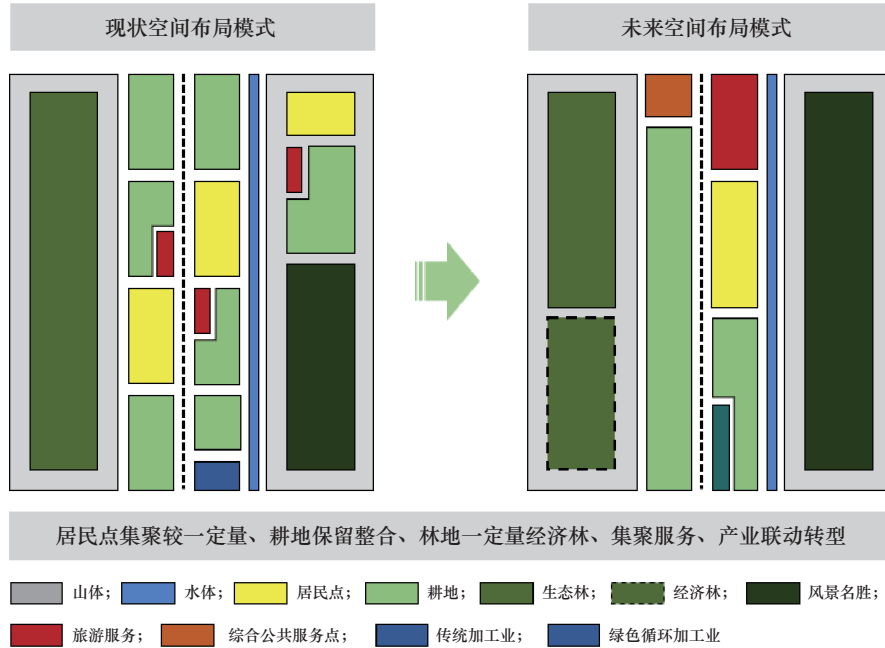 现状空间布局模式
未来空间布局模式
居民点集聚较一定量、耕地保留整合、林地一定量经济林、集聚服务、产业联动转型
山体； 水体； 居民点； 耕地； 生态林； 经济林； 风景名胜；
旅游服务； 综合公共服务点； 传统加工业； 绿色循环加工业